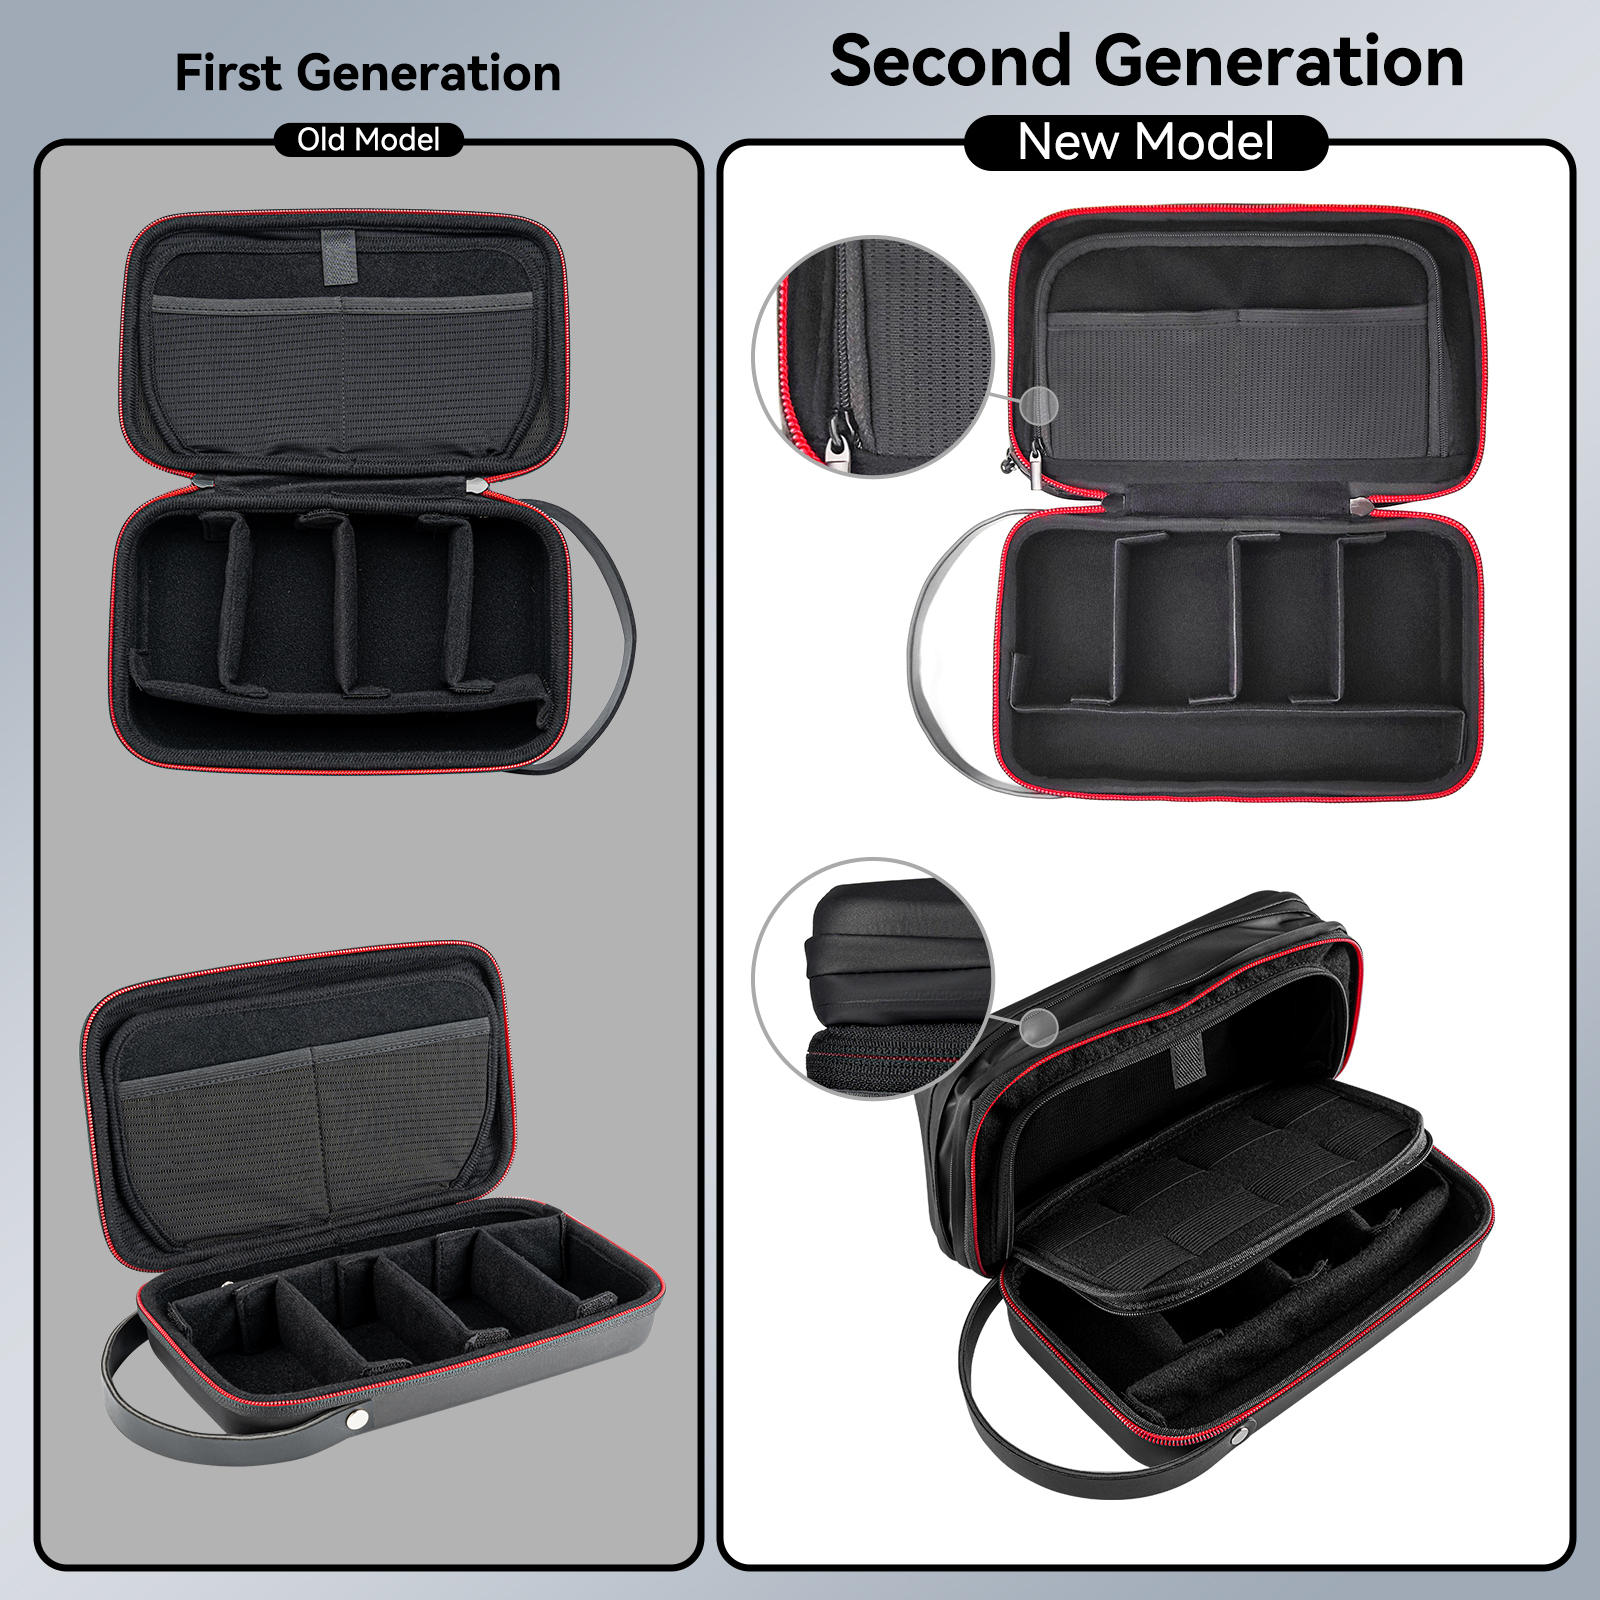 First Generation
Old Model
Second Generation
New Model